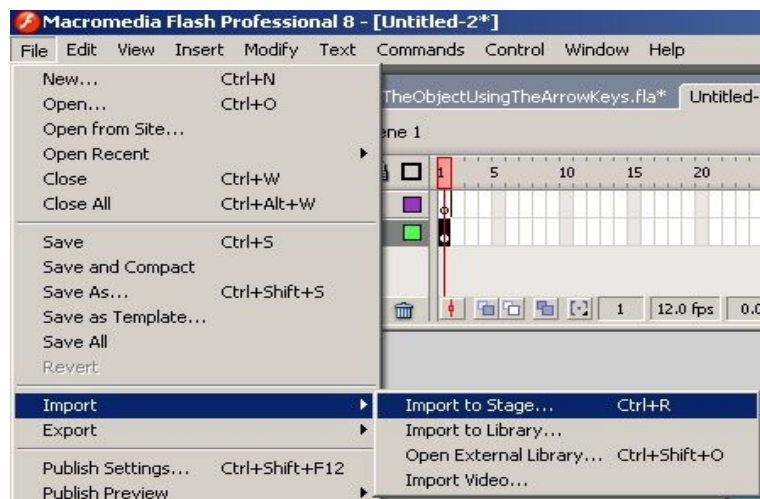 Macromedia Flash Professional 8 - [Untitled-2*]
File Edit View Insert Modify Text Commands Control Window Help
New... Ctrl+N
Open... Ctrl+O
Open from Site...
Open Recent
Close Ctrl+W
Close All Ctrl+Alt+W
Save Ctrl+S
Save and Compact
Save As... Ctrl+Shift+S
Save as Template...
Save All
Revert
Import
Export
Publish Settings... Ctrl+Shift+F12
Publish Preview
TheObjectUsingTheArrowKeys.fla* Untitled-
ene 1
1 5 10 15 20
1 12.0 fps 0.0
Import to Stage... Ctrl+R
Import to Library...
Open External Library... Ctrl+Shift+O
Import Video...